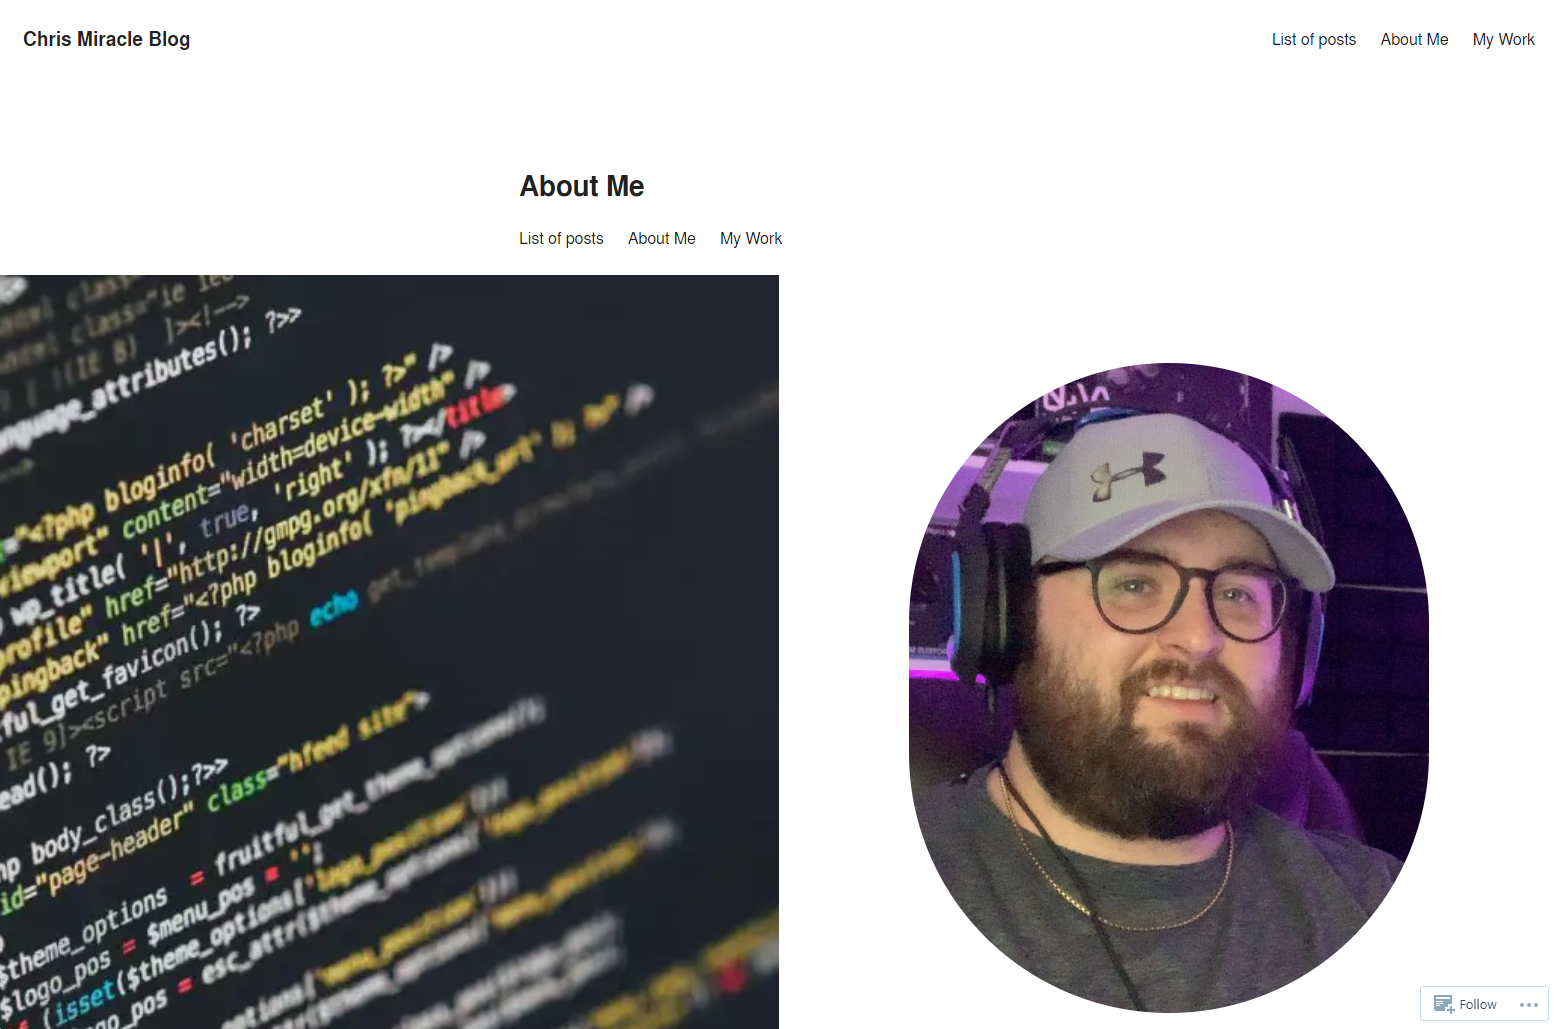 Chris Miracle Blog
List of posts About Me My Work
About Me
List of posts About Me My Work
language_attributes(); ?>>
"<?php bloginfo( 'charset' ); ?>" />
viewport" content="width=device-width" />
wp_title( '|', true, 'right' ); ?></title>
profile" href="http://gmpg.org/xfn/11" />
pingback" href="<?php bloginfo( 'pingback_url' ); ?>" />
ful_get_favicon(); ?>
IE 9]><script src="<?php echo
ead(); ?>
hp body_class();?>>
id="page-header" class="hfeed site">
$theme_options = fruitful_get_theme_options();
$logo_pos = $menu_pos = '';
(isset($theme_options['logo_position']))
logo_pos = esc_attr($theme_options['logo_position']);
Follow